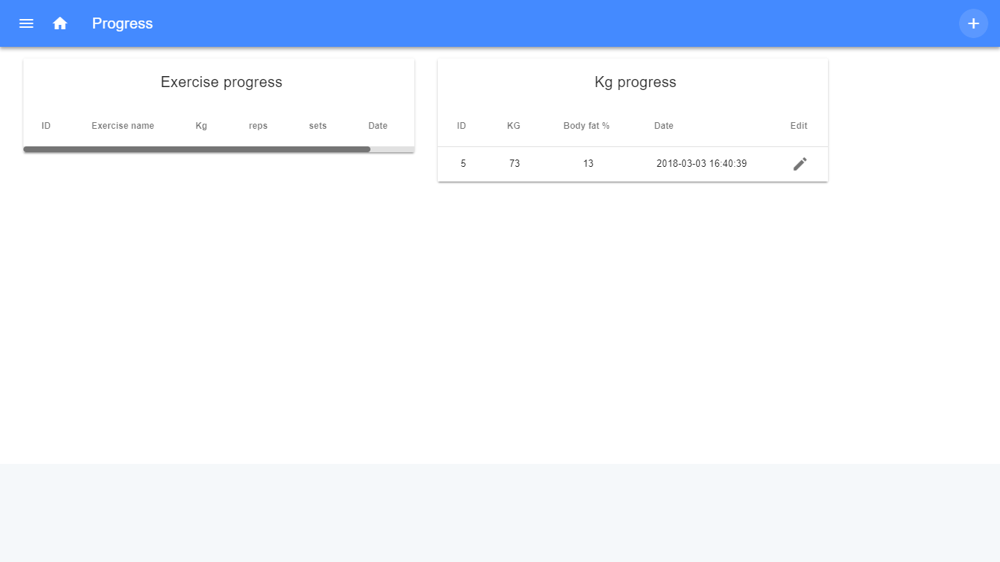 Progress
Exercise progress
ID Exercise name Kg reps sets Date
Kg progress
ID KG Body fat % Date Edit
5 73 13 2018-03-03 16:40:39